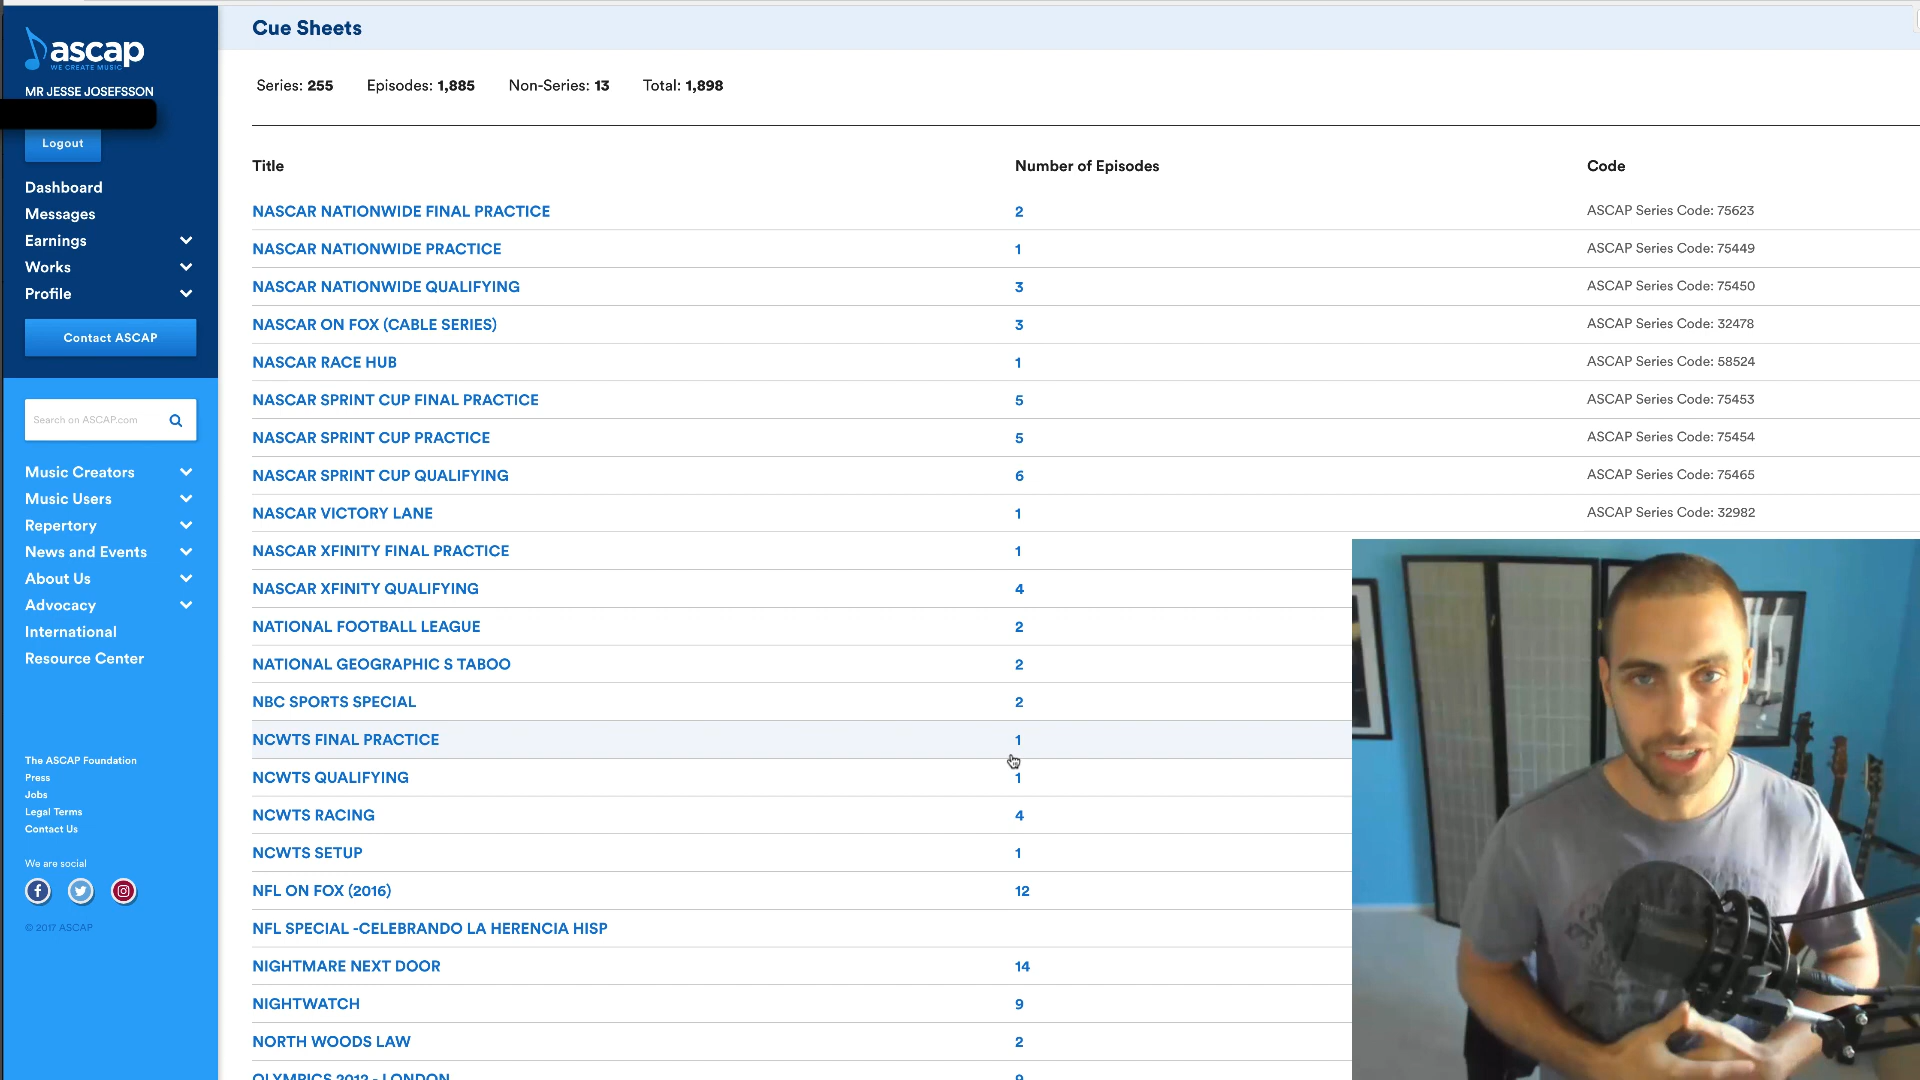 ascap
WE CREATE MUSIC
MR JESSE JOSEFSSON
Logout
Dashboard
Messages
Earnings
Works
Profile
Contact ASCAP
Search on ASCAP.com
Music Creators
Music Users
Repertory
News and Events
About Us
Advocacy
International
Resource Center
The ASCAP Foundation
Press
Jobs
Legal Terms
Contact Us
We are social
© 2017 ASCAP
Cue Sheets
Series: 255 Episodes: 1,885 Non-Series: 13 Total: 1,898
Title Number of Episodes Code
NASCAR NATIONWIDE FINAL PRACTICE 2 ASCAP Series Code: 75623
NASCAR NATIONWIDE PRACTICE 1 ASCAP Series Code: 75449
NASCAR NATIONWIDE QUALIFYING 3 ASCAP Series Code: 75450
NASCAR ON FOX (CABLE SERIES) 3 ASCAP Series Code: 32478
NASCAR RACE HUB 1 ASCAP Series Code: 58524
NASCAR SPRINT CUP FINAL PRACTICE 5 ASCAP Series Code: 75453
NASCAR SPRINT CUP PRACTICE 5 ASCAP Series Code: 75454
NASCAR SPRINT CUP QUALIFYING 6 ASCAP Series Code: 75465
NASCAR VICTORY LANE 1 ASCAP Series Code: 32982
NASCAR XFINITY FINAL PRACTICE 1
NASCAR XFINITY QUALIFYING 4
NATIONAL FOOTBALL LEAGUE 2
NATIONAL GEOGRAPHIC S TABOO 2
NBC SPORTS SPECIAL 2
NCWTS FINAL PRACTICE 1
NCWTS QUALIFYING 1
NCWTS RACING 4
NCWTS SETUP 1
NFL ON FOX (2016) 12
NFL SPECIAL -CELEBRANDO LA HERENCIA HISP
NIGHTMARE NEXT DOOR 14
NIGHTWATCH 9
NORTH WOODS LAW 2
OLYMPICS 2012 - LONDON